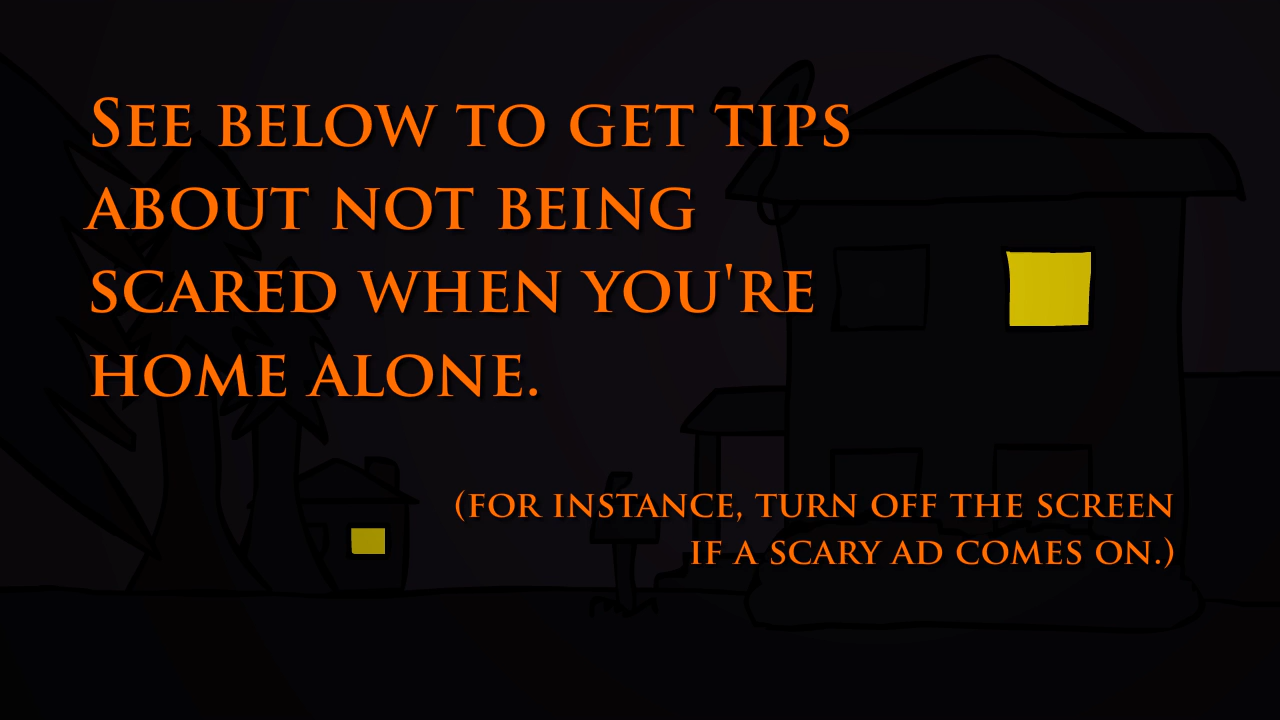 See below to get tips
about not being
scared when you're
home alone.
(for instance, turn off the screen
if a scary ad comes on.)